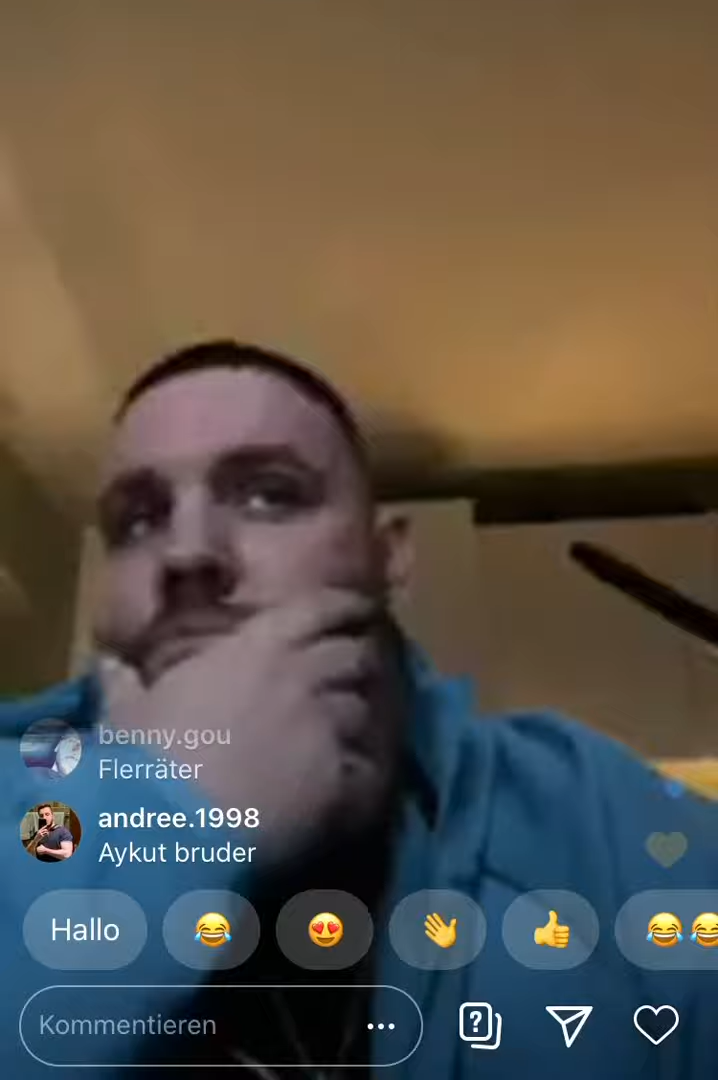 benny.gou
Flerräter
andree.1998
Aykut bruder
Hallo
Kommentieren